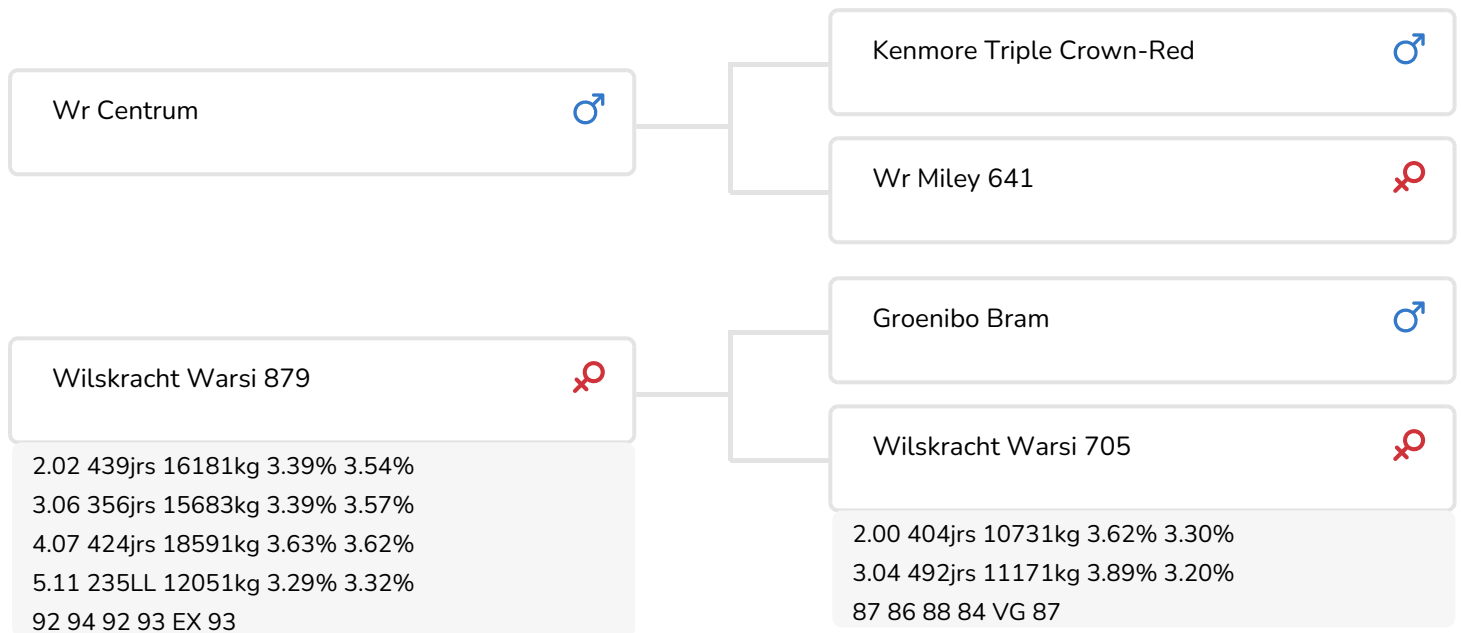 Kenmore Triple Crown-Red
Wr Centrum
Wr Miley 641
Groenibo Bram
Wilskracht Warsi 879
Wilskracht Warsi 705
2.02 439jrs 16181kg 3.39% 3.54%
3.06 356jrs 15683kg 3.39% 3.57%
4.07 424jrs 18591kg 3.63% 3.62%
5.11 235LL 12051kg 3.29% 3.32%
92 94 92 93 EX 93
2.00 404jrs 10731kg 3.62% 3.30%
3.04 492jrs 11171kg 3.89% 3.20%
87 86 88 84 VG 87